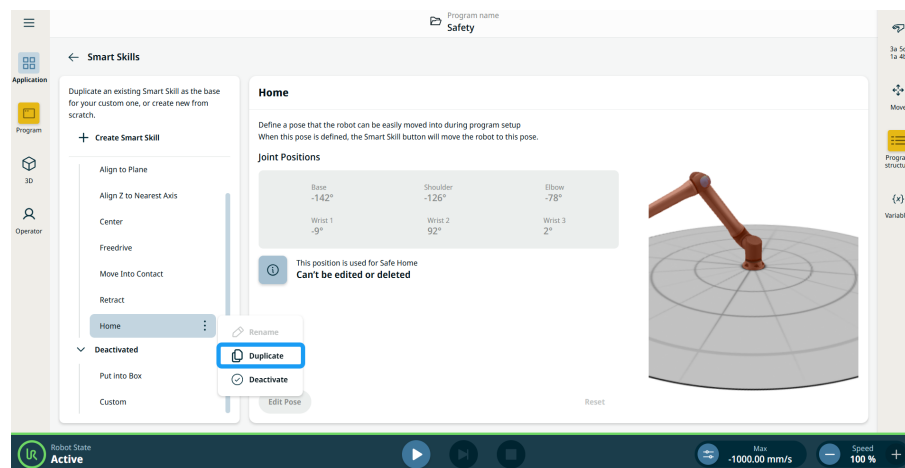 Program name
Safety
Smart Skills
Application
Program
3D
Operator
Duplicate an existing Smart Skill as the base
for your custom one, or create new from
scratch.
Create Smart Skill
Align to Plane
Align Z to Nearest Axis
Center
Freedrive
Move Into Contact
Retract
Home
Deactivated
Put into Box
Custom
Rename
Duplicate
Deactivate
Home
Define a pose that the robot can be easily moved into during program setup
When this pose is defined, the Smart Skill button will move the robot to this pose.
Joint Positions
Base Shoulder Elbow
-142° -126° -78°
Wrist 1 Wrist 2 Wrist 3
-9° 92° 2°
This position is used for Safe Home
Can't be edited or deleted
Edit Pose Reset
Move
structu
{x}
Robot State
Active
Max
-1000.00 mm/s
Speed
100 %